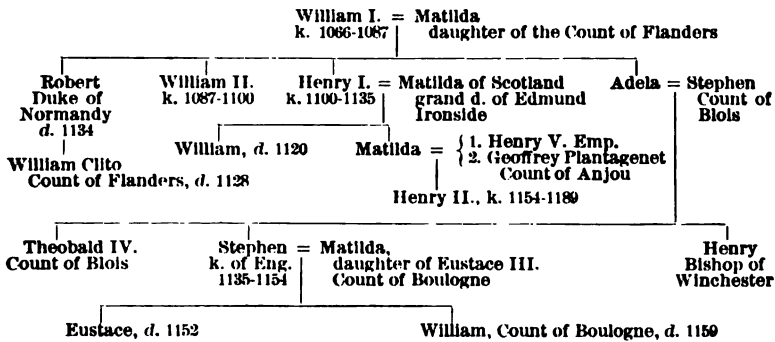 William I. = Matilda
k. 1066-1087 daughter of the Count of Flanders
Robert William II. Henry I. = Matilda of Scotland Adela = Stephen
Duke of k. 1087-1100 k. 1100-1135 grand d. of Edmund Count of
Normandy Ironside Blois
d. 1134
William, d. 1120 Matilda = { 1. Henry V. Emp.
William Clito 2. Geoffrey Plantagenet
Count of Flanders, d. 1128 Count of Anjou
Henry II., k. 1154-1189
Theobald IV. Stephen = Matilda, Henry
Count of Blois k. of Eng. daughter of Eustace III. Bishop of
1135-1154 Count of Boulogne Winchester
Eustace, d. 1152 William, Count of Boulogne, d. 1159